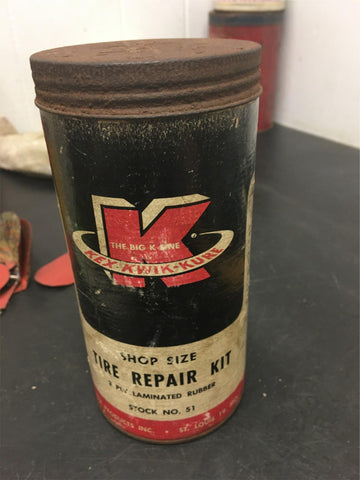 THE BIG K LINE
KEX-KWIK-KURE
SHOP SIZE
TIRE REPAIR KIT
2 PLY LAMINATED RUBBER
STOCK NO. 51
PRODUCTS INC. • ST. LOUIS